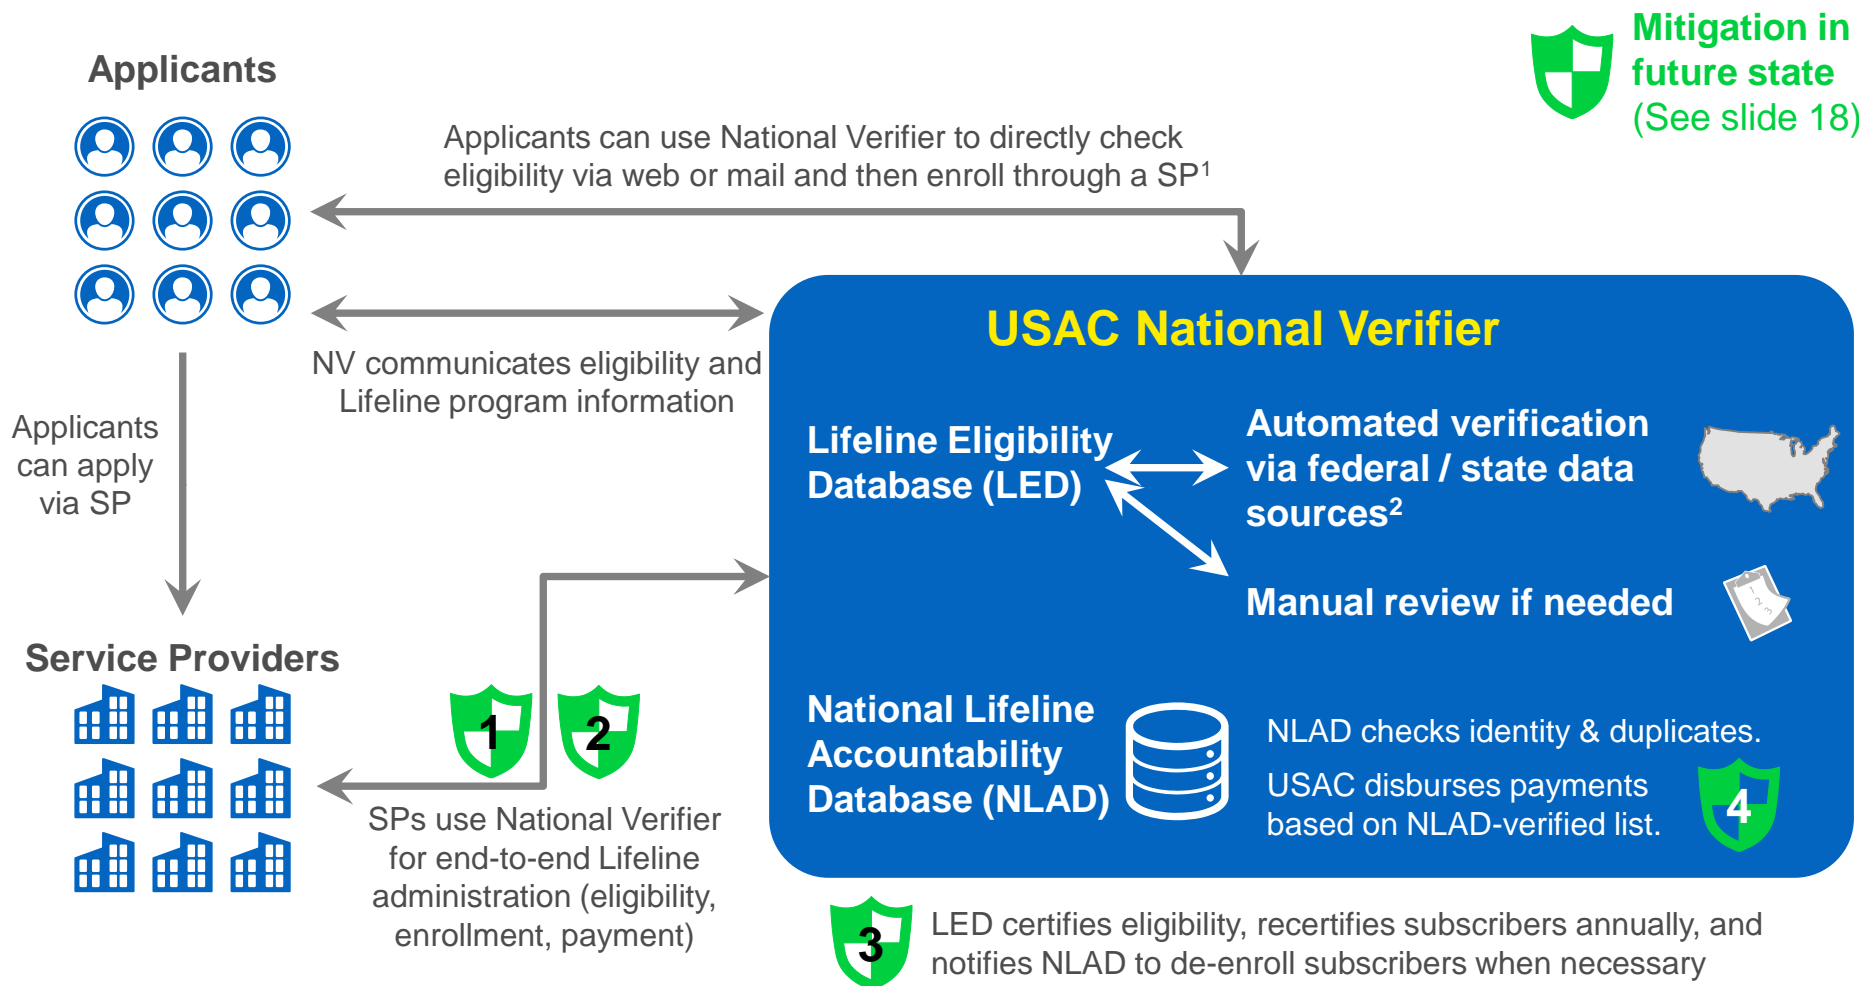 Mitigation in
future state
(See slide 18)
Applicants
Applicants can use National Verifier to directly check
eligibility via web or mail and then enroll through a SP1
NV communicates eligibility and
Lifeline program information
Applicants
can apply
via SP
USAC National Verifier
Lifeline Eligibility
Database (LED)
Automated verification
via federal / state data
sources2
Manual review if needed
1
2
3
Service Providers
1
2
SPs use National Verifier
for end-to-end Lifeline
administration (eligibility,
enrollment, payment)
National Lifeline
Accountability
Database (NLAD)
NLAD checks identity & duplicates.
USAC disburses payments
based on NLAD-verified list.
4
3
LED certifies eligibility, recertifies subscribers annually, and
notifies NLAD to de-enroll subscribers when necessary